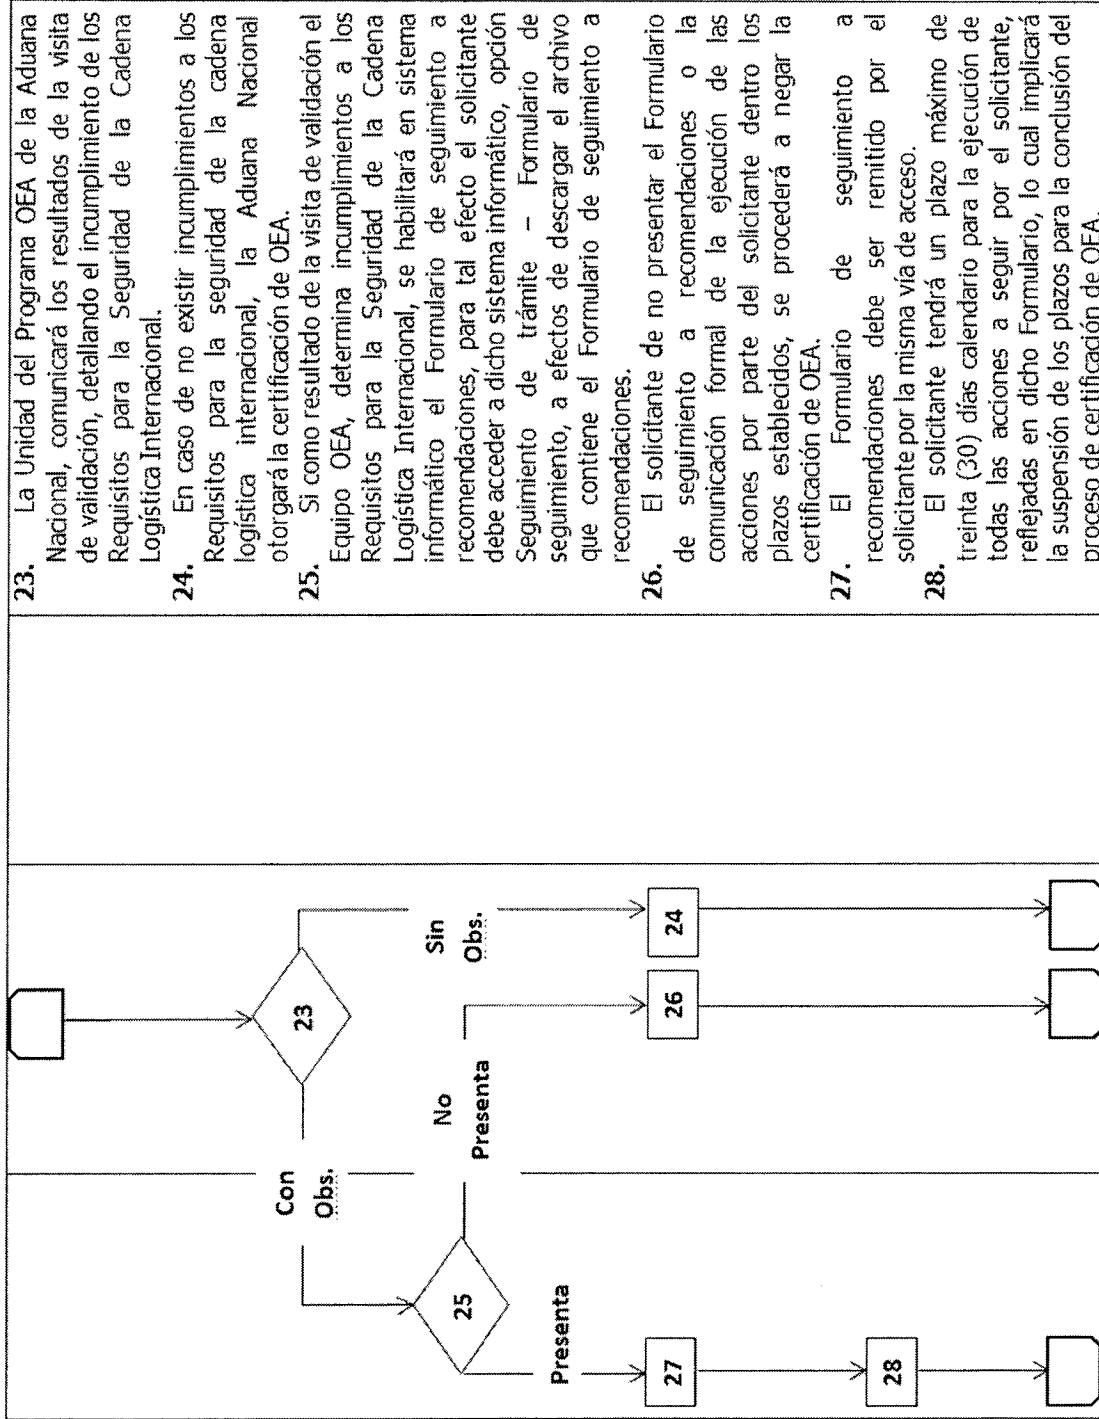 23. La Unidad del Programa OEA de la Aduana
Nacional, comunicará los resultados de la visita
de validación, detallando el incumplimiento de los
Requisitos para la Seguridad de la Cadena
Logística Internacional.
24. En caso de no existir incumplimientos a los
Requisitos para la seguridad de la cadena
logística internacional, la Aduana Nacional
otorgará la certificación de OEA.
25. Si como resultado de la visita de validación el
Equipo OEA, determina incumplimientos a los
Requisitos para la Seguridad de la Cadena
Logística Internacional, se habilitará en sistema
informático el Formulario de seguimiento a
recomendaciones, para tal efecto el solicitante
debe acceder a dicho sistema informático, opción
Seguimiento de trámite – Formulario de
seguimiento, a efectos de descargar el archivo
que contiene el Formulario de seguimiento a
recomendaciones.
26. El solicitante de no presentar el Formulario
de seguimiento a recomendaciones o la
comunicación formal de la ejecución de las
acciones por parte del solicitante dentro los
plazos establecidos, se procederá a negar la
certificación de OEA.
27. El Formulario de seguimiento a
recomendaciones debe ser remitido por el
solicitante por la misma vía de acceso.
28. El solicitante tendrá un plazo máximo de
treinta (30) días calendario para la ejecución de
todas las acciones a seguir por el solicitante,
reflejadas en dicho Formulario, lo cual implicará
la suspensión de los plazos para la conclusión del
proceso de certificación de OEA.
23
Con
Obs.
Sin
Obs.
25
No
Presenta
Presenta
27
26
24
28